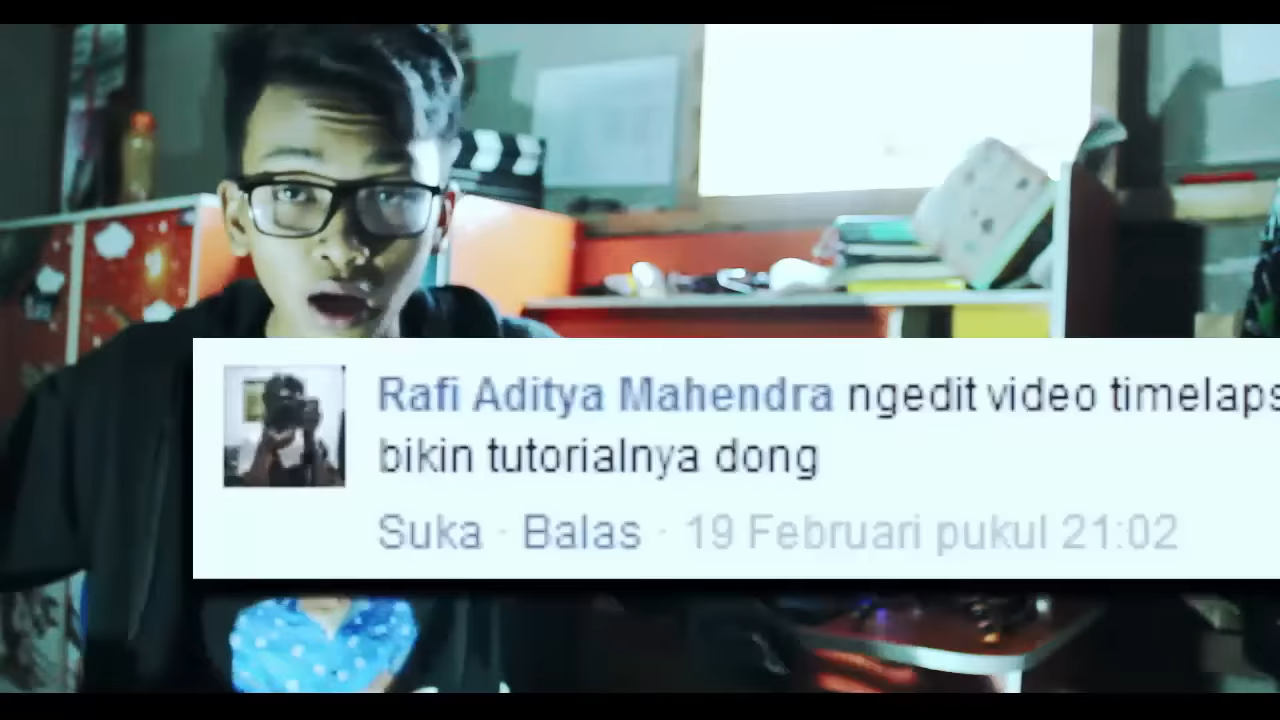 Rafi Aditya Mahendra ngedit video timelaps
bikin tutorialnya dong
Suka · Balas · 19 Februari pukul 21:02